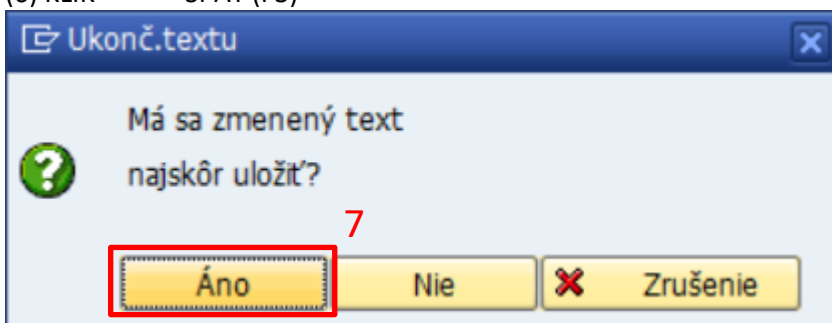 Ukonč.textu
Má sa zmenený text
najskôr uložiť?
7
Áno Nie Zrušenie